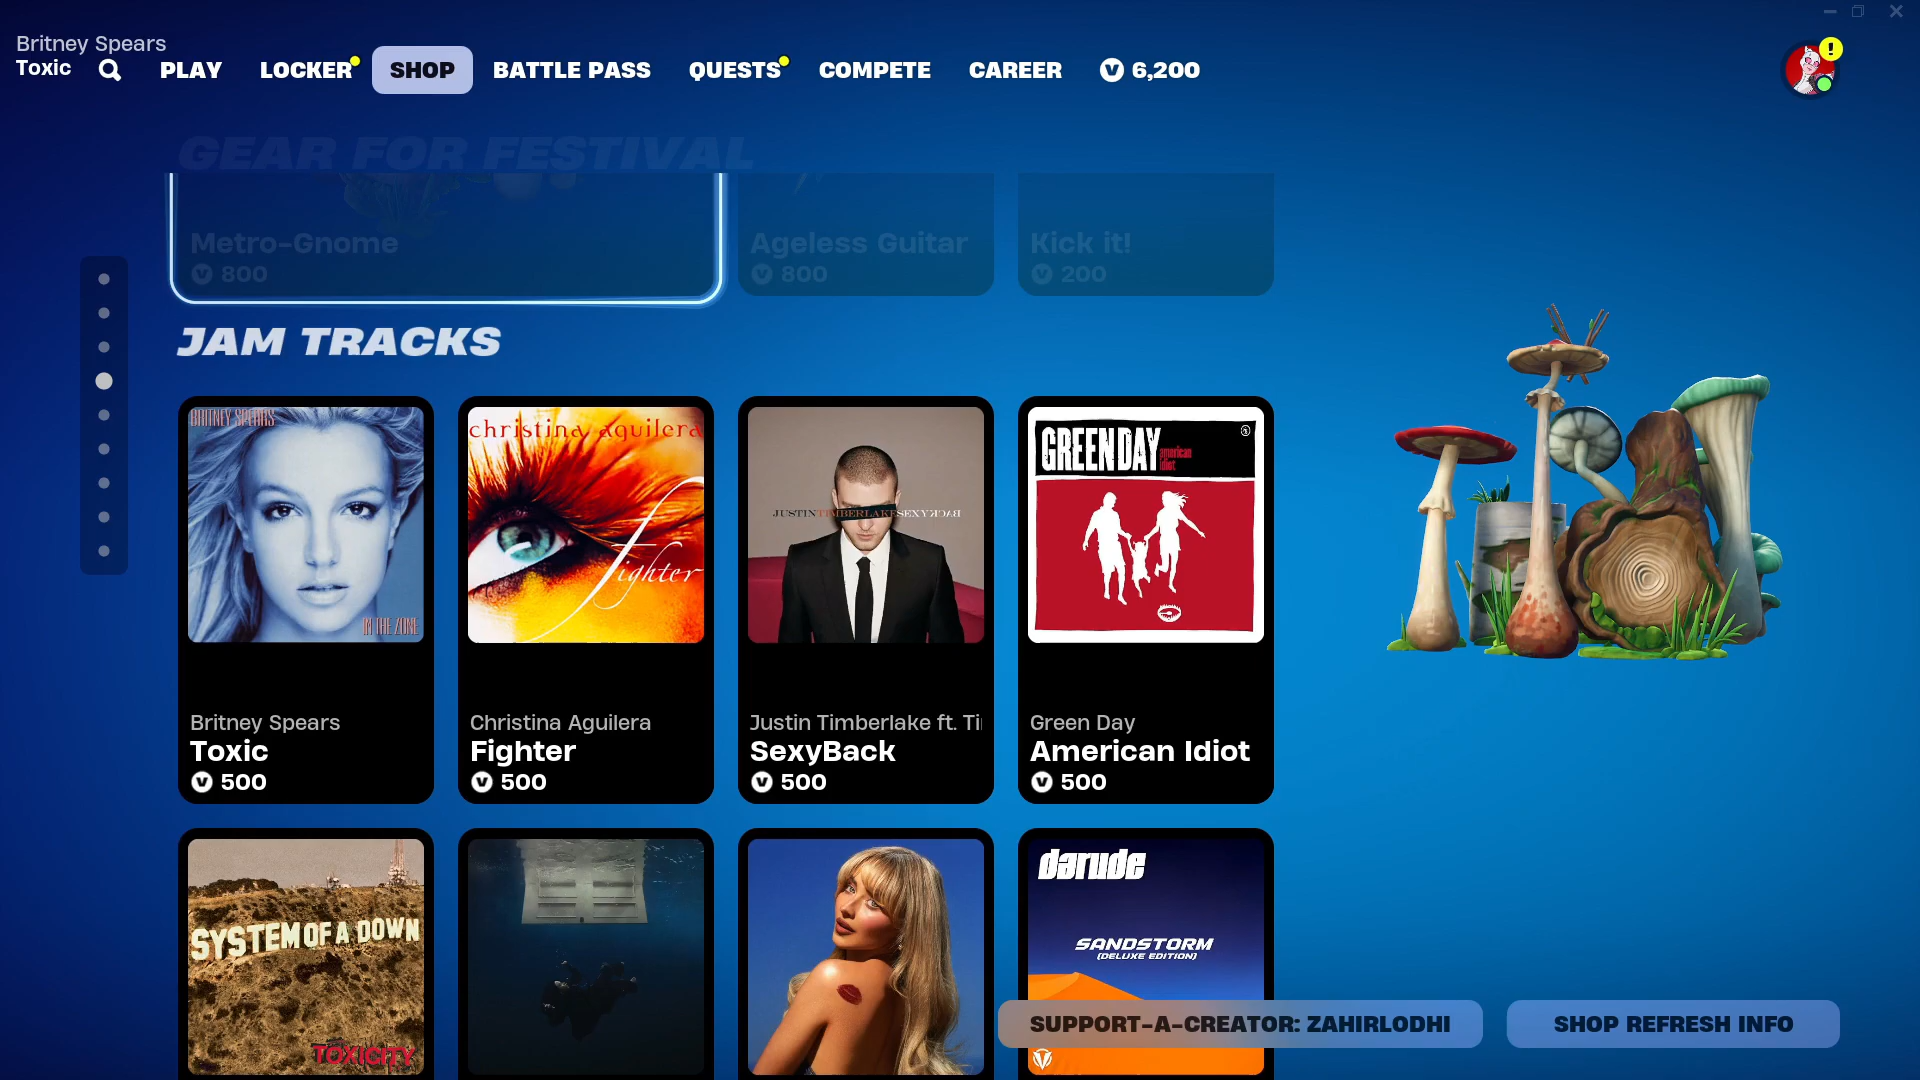 Britney Spears
Toxic
PLAY
LOCKER
SHOP
BATTLE PASS
QUESTS
COMPETE
CAREER
6,200
GEAR FOR FESTIVAL
Metro-Gnome
800
Ageless Guitar
800
Kick it!
200
JAM TRACKS
BRITNEY SPEARS
IN THE ZONE
Britney Spears
Toxic
500
christina aguilera
fighter
Christina Aguilera
Fighter
500
JUSTINTIMBERLAKESEXYBACK
Justin Timberlake ft. Ti
SexyBack
500
GREEN DAY
american
idiot
Green Day
American Idiot
500
SYSTEM OF A DOWN
TOXICITY
darude
SANDSTORM
(DELUXE EDITION)
SUPPORT-A-CREATOR: ZAHIRLODHI
SHOP REFRESH INFO